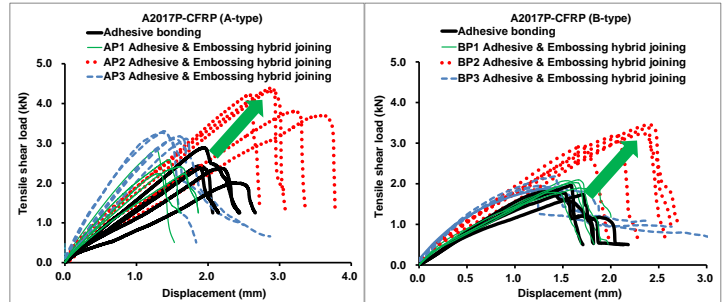 A2017P-CFRP (A-type)
Adhesive bonding
AP1 Adhesive & Embossing hybrid joining
AP2 Adhesive & Embossing hybrid joining
AP3 Adhesive & Embossing hybrid joining
5.0
4.0
3.0
2.0
1.0
0.0
Tensile shear load (kN)
0.0 1.0 2.0 3.0 4.0
Displacement (mm)
A2017P-CFRP (B-type)
Adhesive bonding
BP1 Adhesive & Embossing hybrid joining
BP2 Adhesive & Embossing hybrid joining
BP3 Adhesive & Embossing hybrid joining
5.0
4.0
3.0
2.0
1.0
0.0
Tensile shear load (kN)
0.0 0.5 1.0 1.5 2.0 2.5 3.0
Displacement (mm)